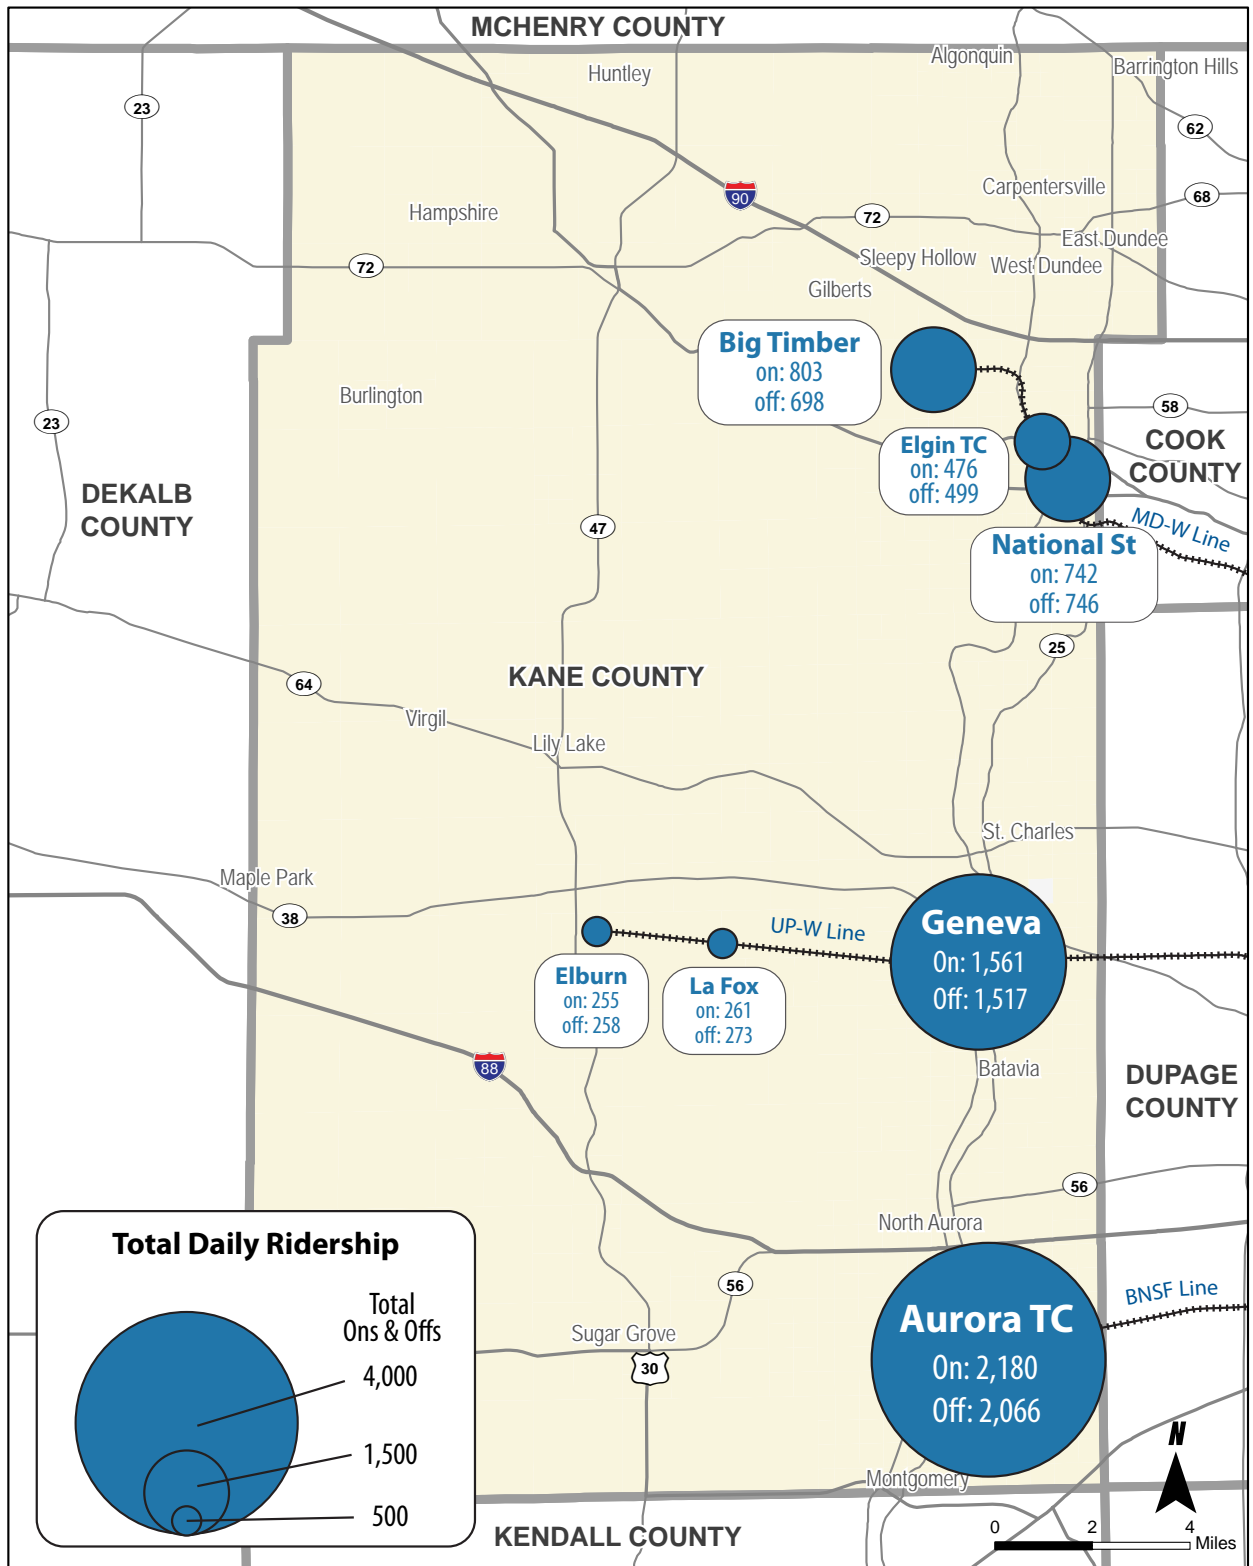 MCHENRY COUNTY
Algonquin
Huntley
Barrington Hills
23
62
Carpentersville
90
68
Hampshire
72
East Dundee
Sleepy Hollow
West Dundee
72
Gilberts
Big Timber
on: 803
off: 698
Burlington
58
23
COOK
COUNTY
Elgin TC
on: 476
off: 499
DEKALB
COUNTY
47
MD-W Line
National St
on: 742
off: 746
25
KANE COUNTY
64
Virgil
Lily Lake
St. Charles
Maple Park
38
Geneva
On: 1,561
Off: 1,517
UP-W Line
Elburn
on: 255
off: 258
La Fox
on: 261
off: 273
88
Batavia
DUPAGE
COUNTY
56
North Aurora
56
BNSF Line
Aurora TC
On: 2,180
Off: 2,066
Sugar Grove
30
Total Daily Ridership
Total
Ons & Offs
4,000
1,500
500
Montgomery
N
KENDALL COUNTY
0 2 4
Miles